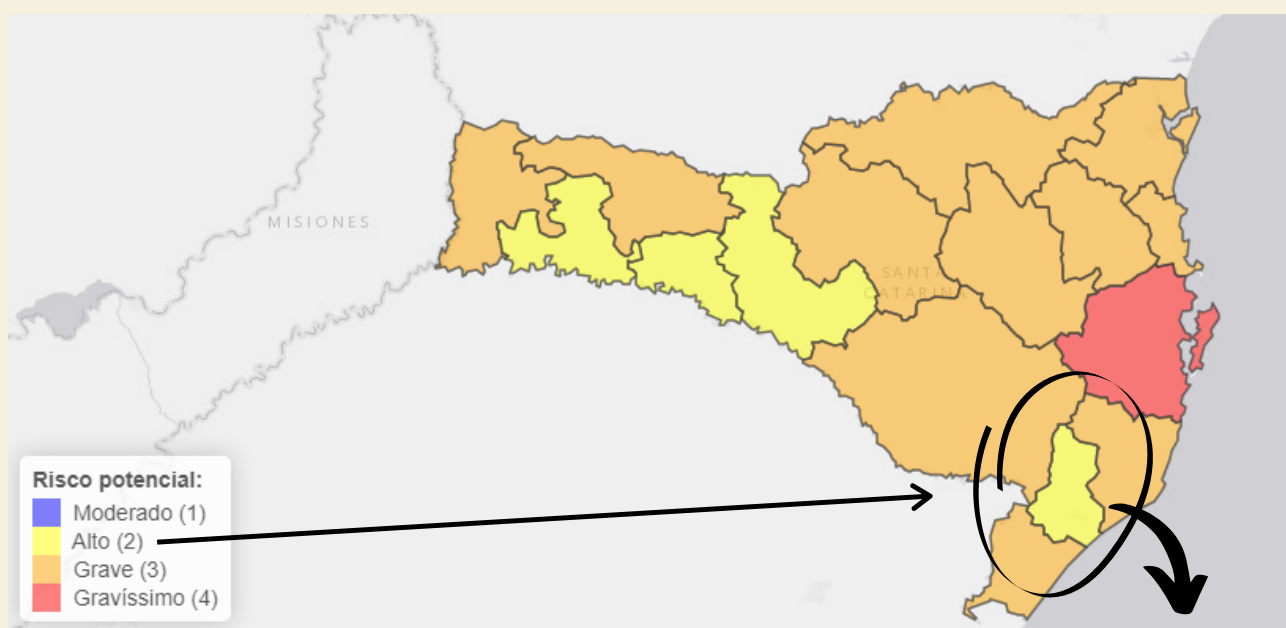 MISIONES
SANTA
CATARINA
Risco potencial:
Moderado (1)
Alto (2)
Grave (3)
Gravíssimo (4)